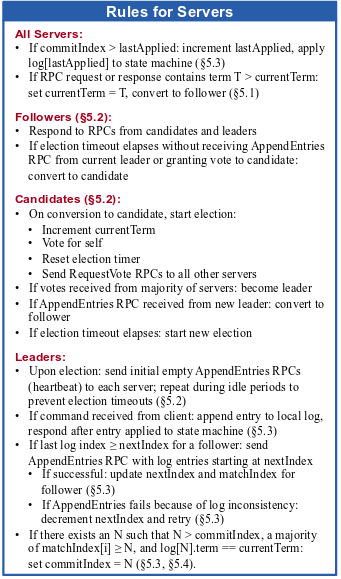 Rules for Servers
All Servers:
• If commitIndex > lastApplied: increment lastApplied, apply
log[lastApplied] to state machine (§5.3)
• If RPC request or response contains term T > currentTerm:
set currentTerm = T, convert to follower (§5.1)
Followers (§5.2):
• Respond to RPCs from candidates and leaders
• If election timeout elapses without receiving AppendEntries
RPC from current leader or granting vote to candidate:
convert to candidate
Candidates (§5.2):
• On conversion to candidate, start election:
• Increment currentTerm
• Vote for self
• Reset election timer
• Send RequestVote RPCs to all other servers
• If votes received from majority of servers: become leader
• If AppendEntries RPC received from new leader: convert to
follower
• If election timeout elapses: start new election
Leaders:
• Upon election: send initial empty AppendEntries RPCs
(heartbeat) to each server; repeat during idle periods to
prevent election timeouts (§5.2)
• If command received from client: append entry to local log,
respond after entry applied to state machine (§5.3)
• If last log index ≥ nextIndex for a follower: send
AppendEntries RPC with log entries starting at nextIndex
• If successful: update nextIndex and matchIndex for
follower (§5.3)
• If AppendEntries fails because of log inconsistency:
decrement nextIndex and retry (§5.3)
• If there exists an N such that N > commitIndex, a majority
of matchIndex[i] ≥ N, and log[N].term == currentTerm:
set commitIndex = N (§5.3, §5.4).